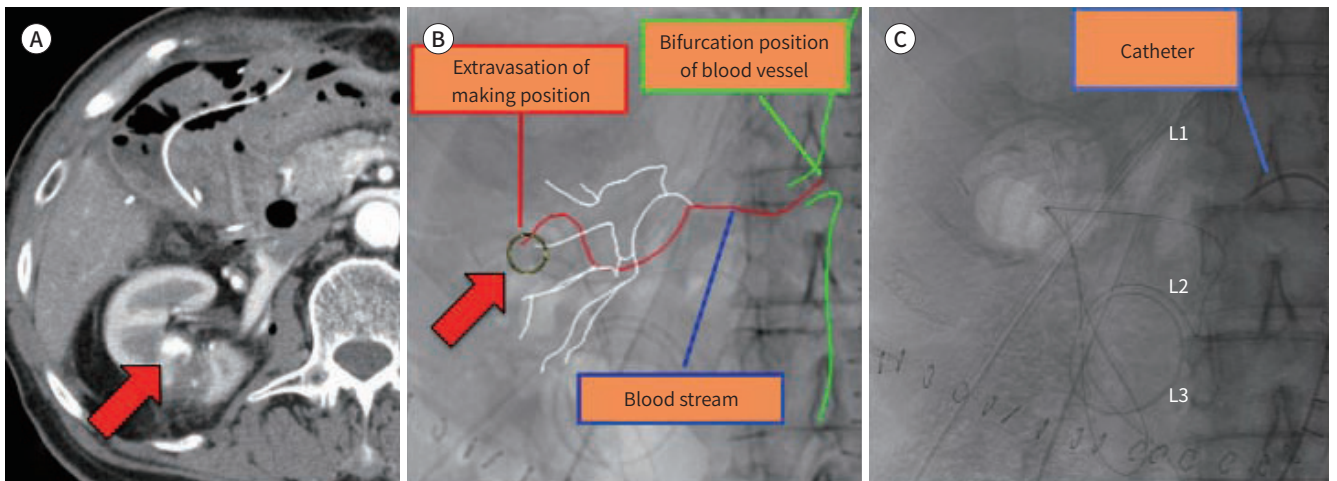 A
B
Extravasation of
making position
Bifurcation position
of blood vessel
Blood stream
C
Catheter
L1
L2
L3